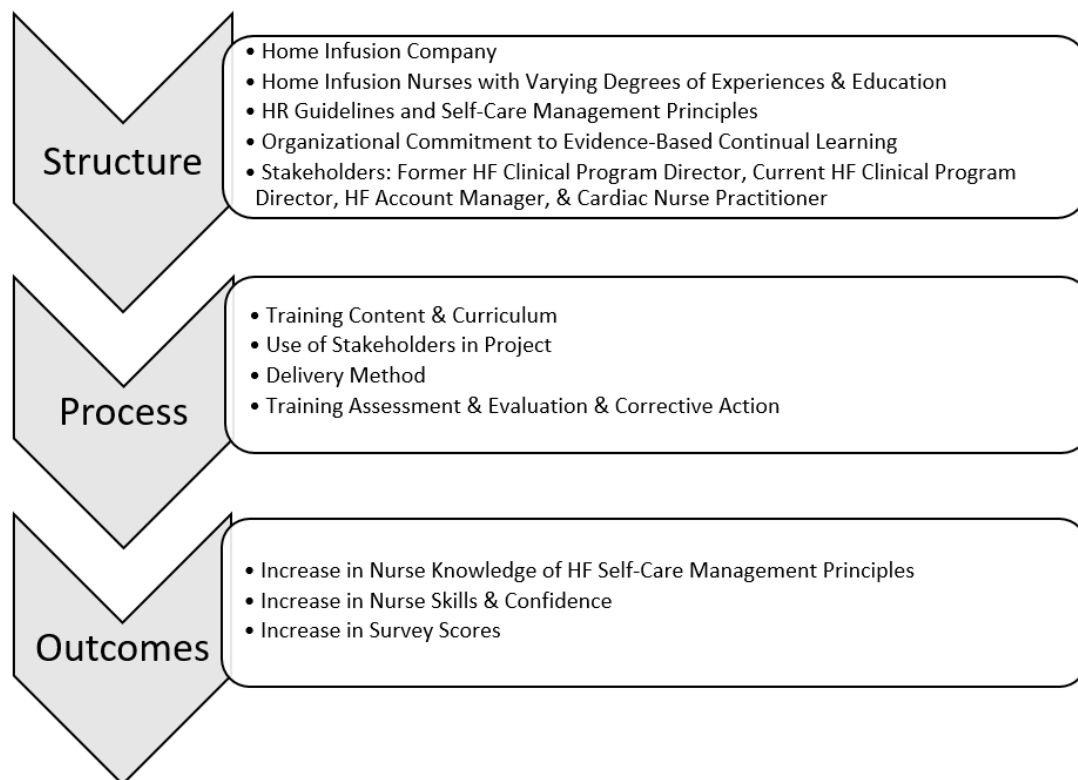 Structure
• Home Infusion Company
• Home Infusion Nurses with Varying Degrees of Experiences & Education
• HR Guidelines and Self-Care Management Principles
• Organizational Commitment to Evidence-Based Continual Learning
• Stakeholders: Former HF Clinical Program Director, Current HF Clinical Program
Director, HF Account Manager, & Cardiac Nurse Practitioner
Process
• Training Content & Curriculum
• Use of Stakeholders in Project
• Delivery Method
• Training Assessment & Evaluation & Corrective Action
Outcomes
• Increase in Nurse Knowledge of HF Self-Care Management Principles
• Increase in Nurse Skills & Confidence
• Increase in Survey Scores